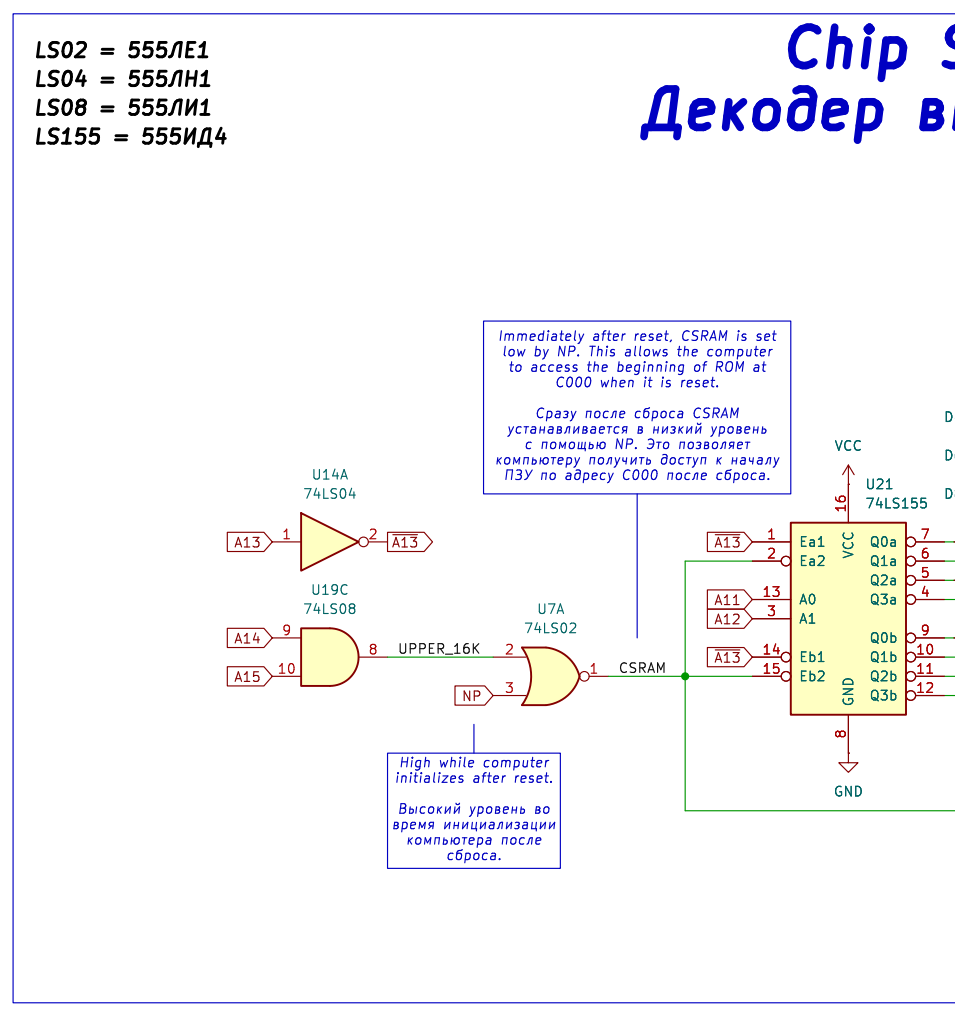 LS02 = 555ЛЕ1
LS04 = 555ЛН1
LS08 = 555ЛИ1
LS155 = 555ИД4
Chip S
Декодер
Immediately after reset, CSRAM is set
low by NP. This allows the computer
to access the beginning of ROM at
C000 when it is reset.
Сразу после сброса CSRAM
устанавливается в низкий уровень
с помощью NP. Это позволяет
компьютеру получить доступ к началу
ПЗУ по адресу C000 после сброса.
U14A
74LS04
A13
1
2
A13
U19C
74LS08
A14
9
A15
10
8
UPPER_16K
U7A
74LS02
2
NP
3
1
CSRAM
High while computer
initializes after reset.
Высокий уровень во
время инициализации
компьютера после
сброса.
VCC
U21
74LS155
16
VCC
A13
1
Ea1
Q0a
7
2
Ea2
Q1a
6
Q2a
5
A11
13
A0
Q3a
4
A12
3
A1
Q0b
9
A13
14
Eb1
Q1b
10
15
Eb2
Q2b
11
Q3b
12
GND
8
GND
D
D